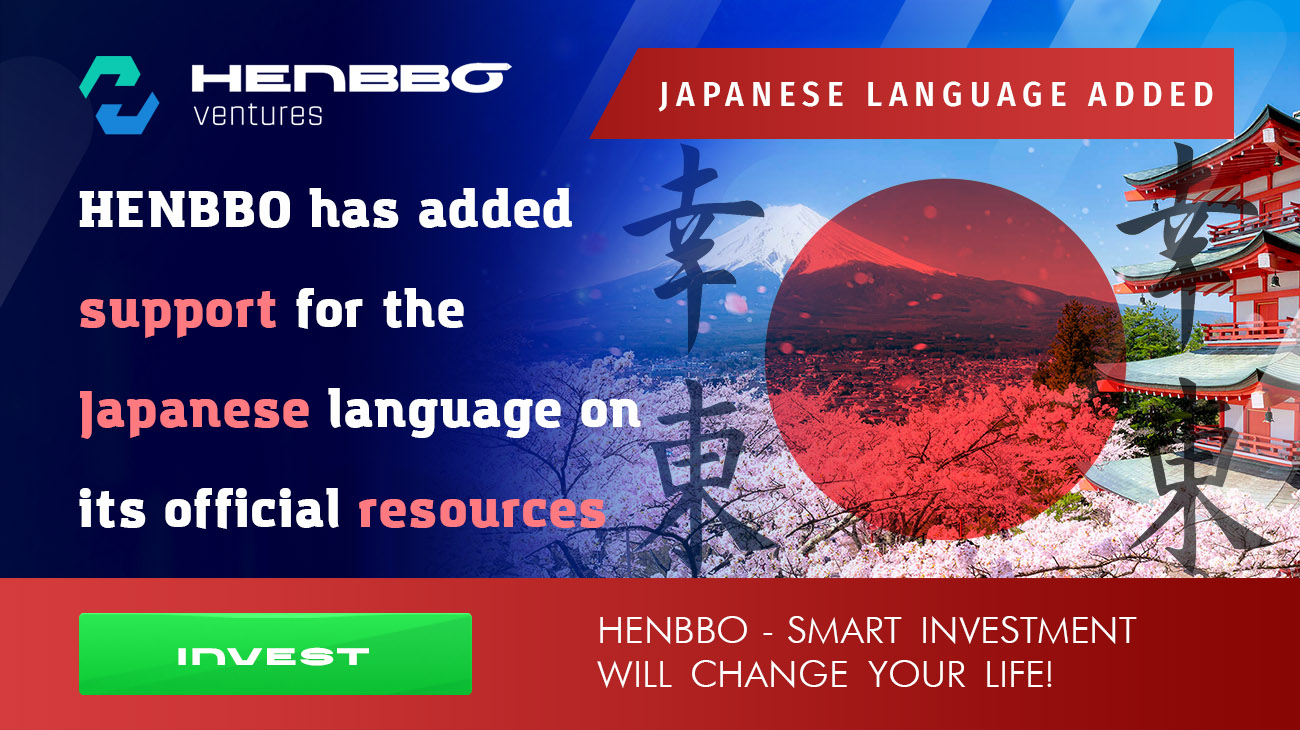 HENBBO
ventures
JAPANESE LANGUAGE ADDED
HENBBO has added
support for the
Japanese language on
its official resources
幸 幸
東 東
INVEST
HENBBO - SMART INVESTMENT
WILL CHANGE YOUR LIFE!